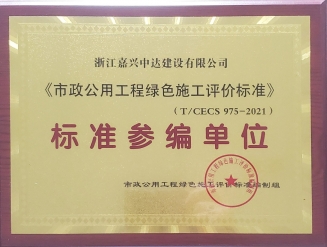 浙江嘉兴中达建设有限公司
《市政公用工程绿色施工评价标准》
(T/CECS 975-2021)
标准参编单位
市政公用工程绿色施工评价标准编制组